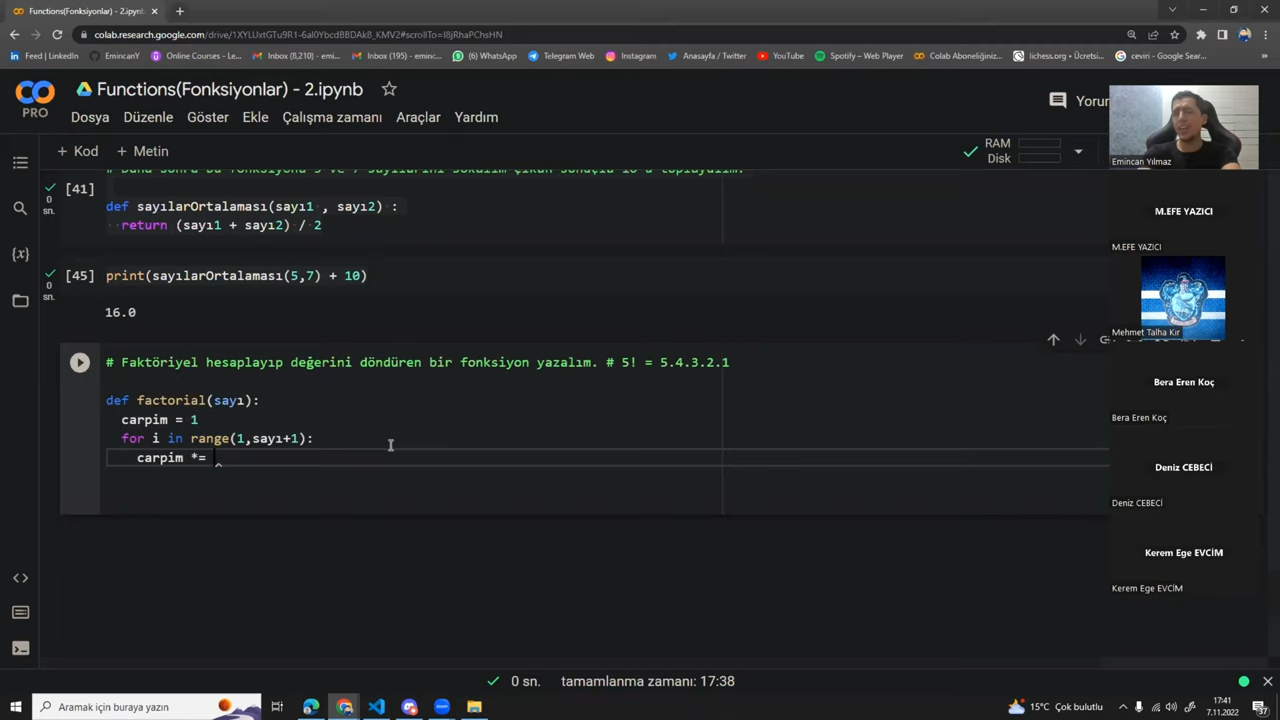 Functions(Fonksiyonlar) - 2.ipynb
colab.research.google.com/drive/
Feed | LinkedIn
EmincanY
Online Courses - L...
Inbox (8,210) - emi...
Inbox (195) - eminc...
(6) WhatsApp
Telegram Web
Instagram
Anasayfa / Twitter
YouTube
Spotify – Web Player
Colab Aboneliğiniz...
lichess.org • Ücretsi...
ceviri - Google Sear...
PRO
Functions(Fonksiyonlar) - 2.ipynb
Yorum
Dosya Düzenle Göster Ekle Çalışma zamanı Araçlar Yardım
+ Kod + Metin
RAM
Disk
Emincan Yılmaz
[41]
0
sn.
def sayılarOrtalaması(sayı1 , sayı2) :
return (sayı1 + sayı2) / 2
[45]
0
sn.
print(sayılarOrtalaması(5,7) + 10)
16.0
# Faktöriyel hesaplayıp değerini döndüren bir fonksiyon yazalım. # 5! = 5.4.3.2.1
def factorial(sayı):
carpim = 1
for i in range(1,sayı+1):
carpim *=
M.EFE YAZICI
M.EFE YAZICI
Mehmet Talha Kır
Bera Eren Koç
Bera Eren Koç
Deniz CEBECİ
Deniz CEBECİ
Kerem Ege EVCİM
Kerem Ege EVCİM
{x}
0 sn. tamamlanma zamanı: 17:38
Aramak için buraya yazın
15°C Çok bulutlu
17:41
7.11.2022
37